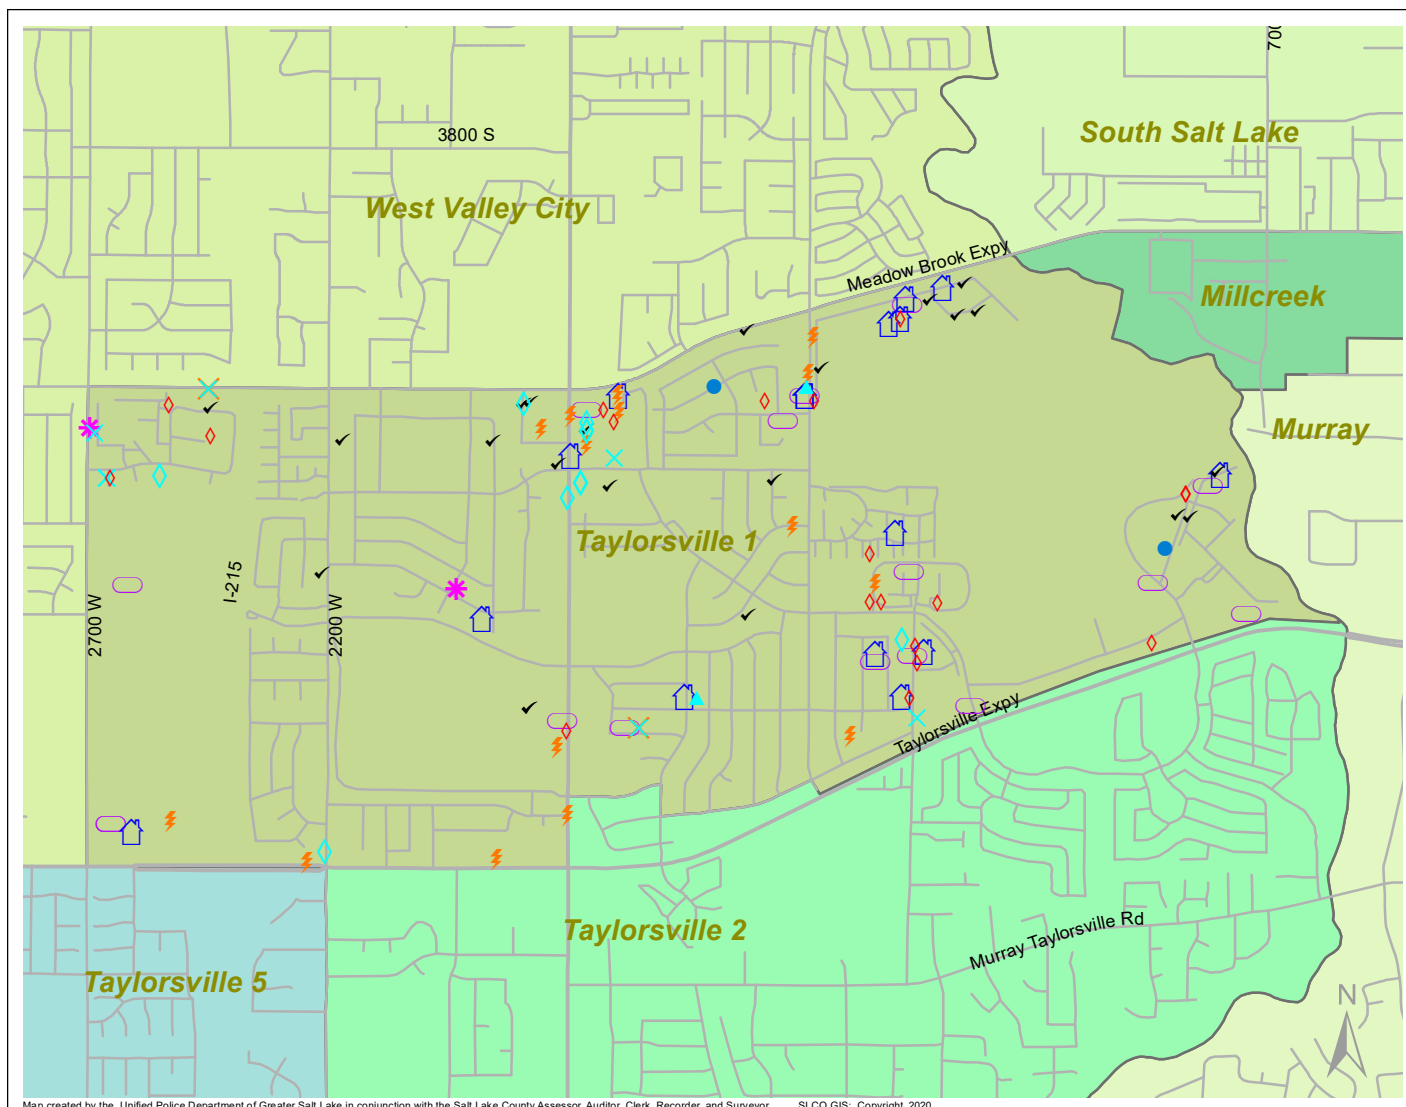 700
3800 S
South Salt Lake
West Valley City
Meadow Brook Expy
Millcreek
Murray
Taylorsville 1
I-215
2700 W
2200 W
Taylorsville Expy
Taylorsville 2
Murray Taylorsville Rd
Taylorsville 5
N
Map created by the Unified Police Department of Greater Salt Lake in conjunction with the Salt Lake County Assessor, Auditor, Clerk, Recorder, and Surveyor. SLCO GIS: Copyright, 2020